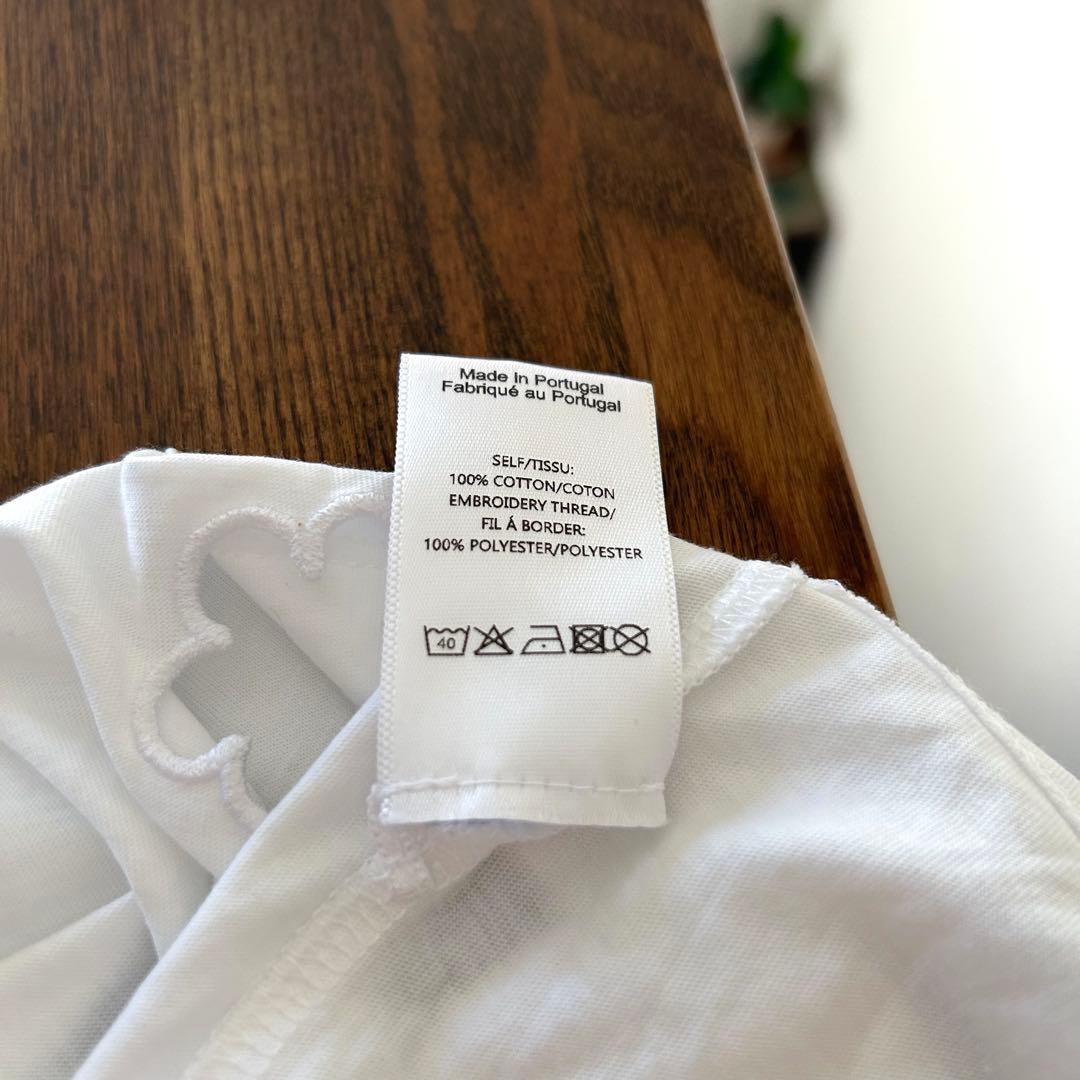 Made in Portugal
Fabriqué au Portugal
SELF/TISSU:
100% COTTON/COTON
EMBROIDERY THREAD/
FIL Á BORDER:
100% POLYESTER/POLYESTER
40